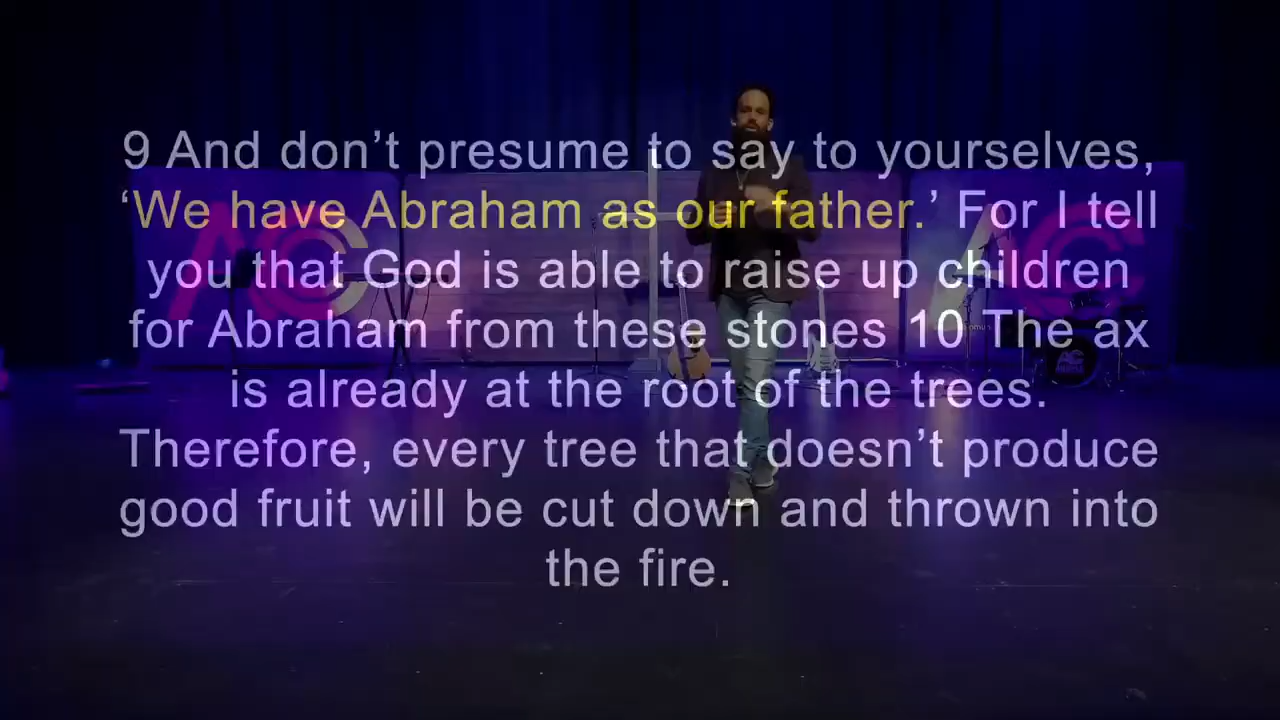 9 And don’t presume to say to yourselves,
‘We have Abraham as our father.’ For I tell
you that God is able to raise up children
for Abraham from these stones 10 The ax
is already at the root of the trees.
Therefore, every tree that doesn’t produce
good fruit will be cut down and thrown into
the fire.
ACC
ACC
AC